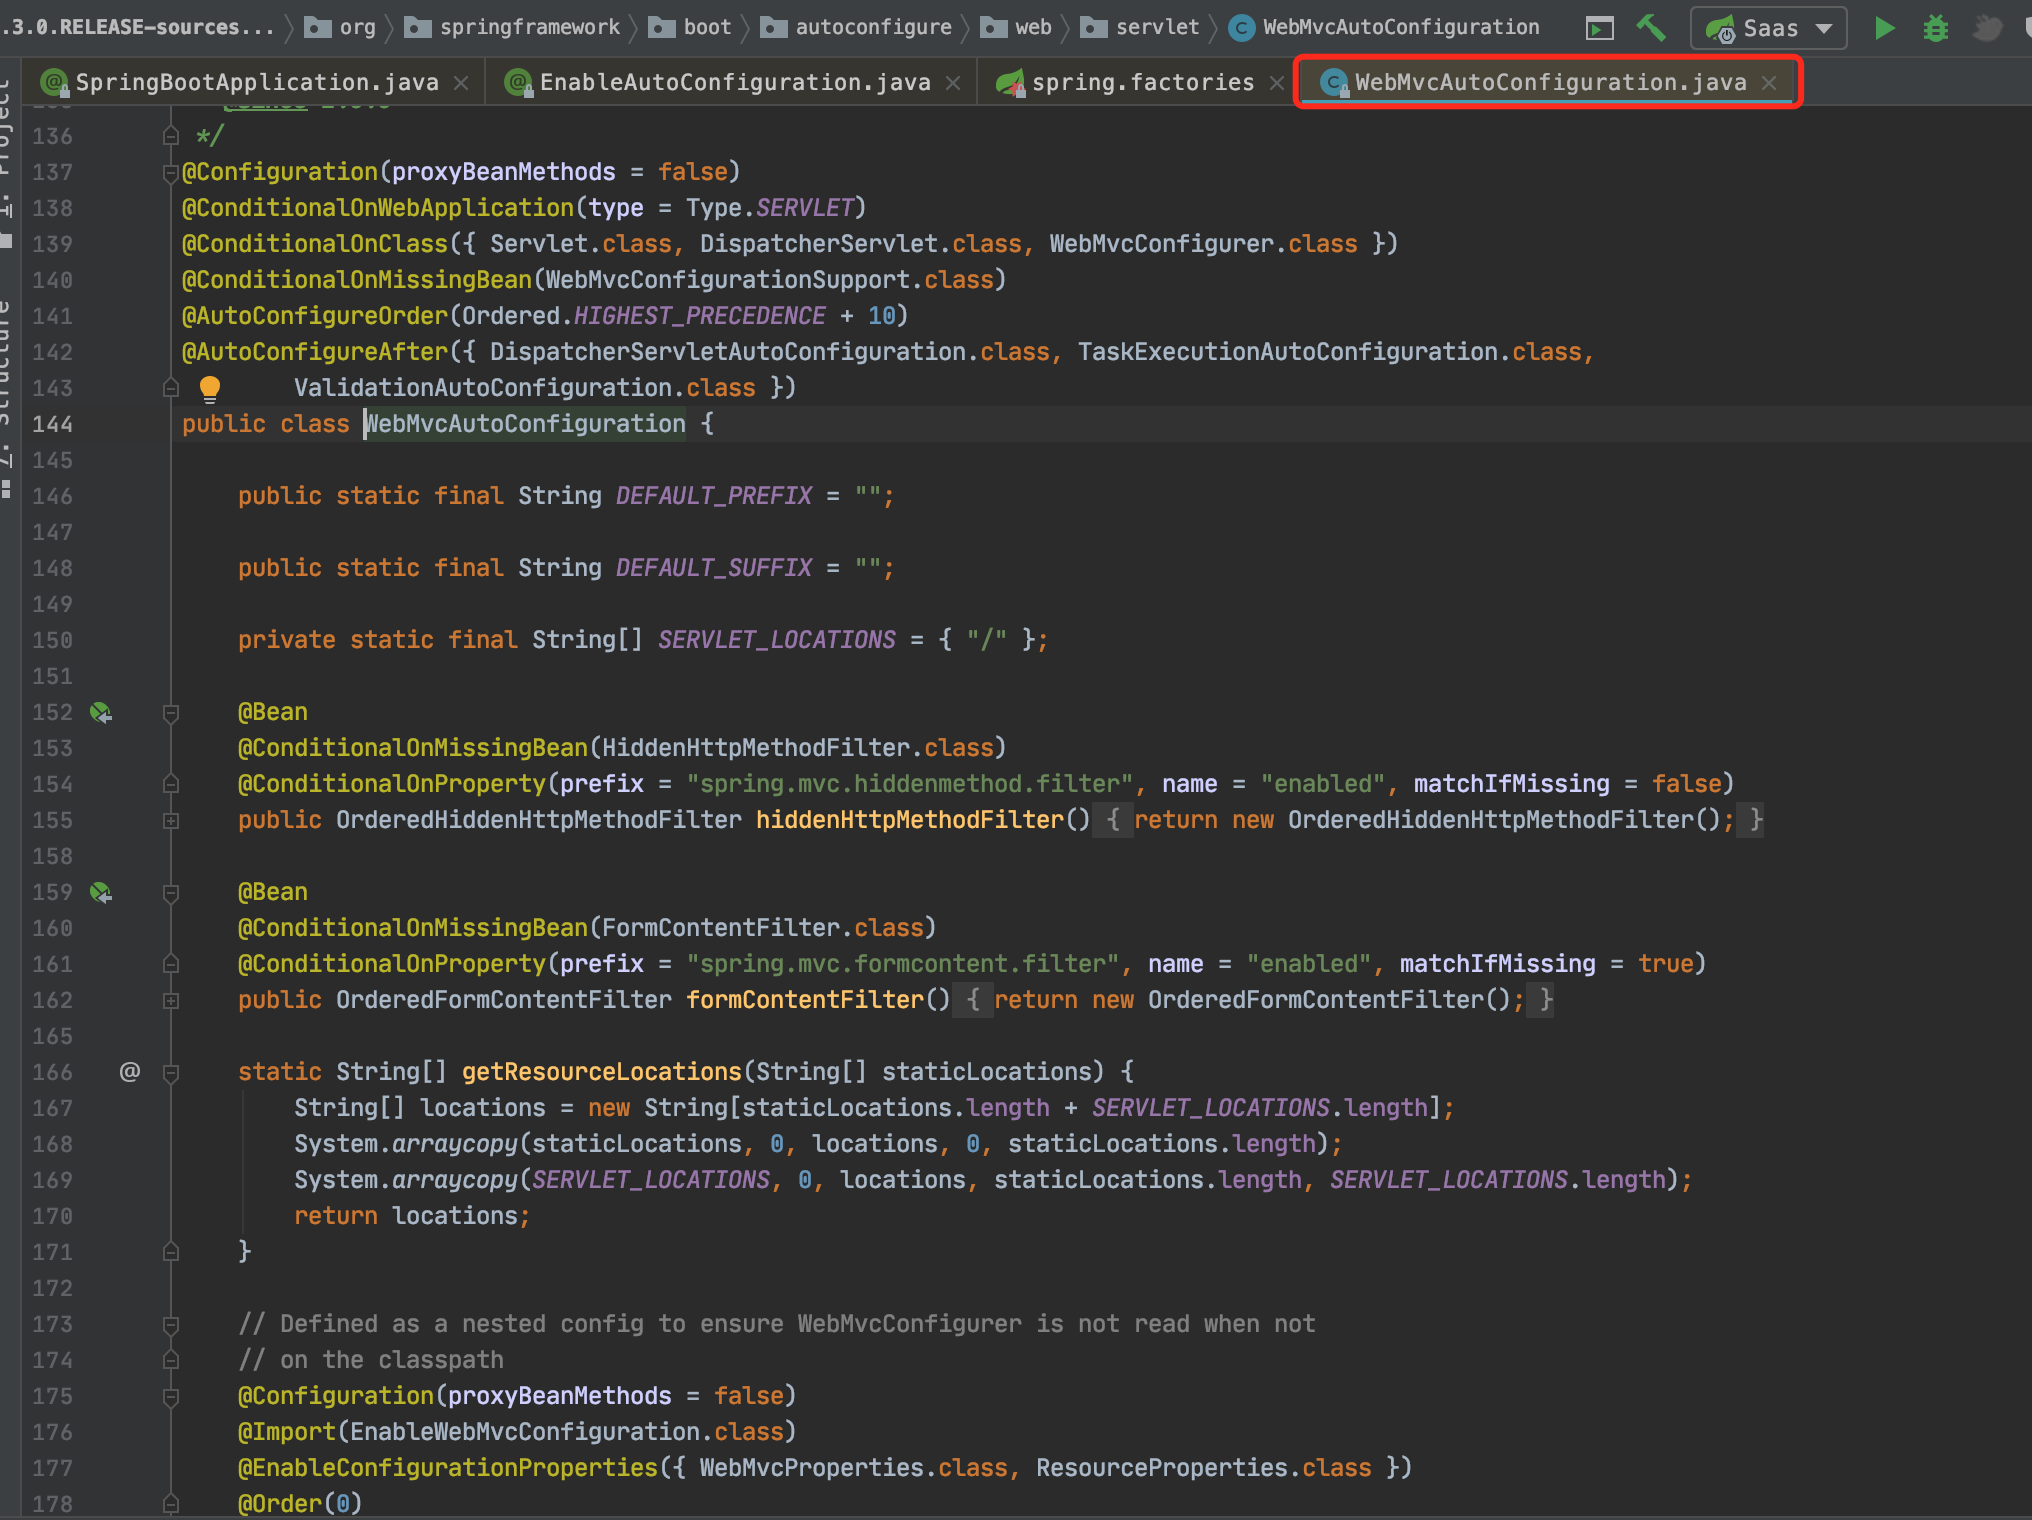 .3.0.RELEASE-sources... org springframework boot autoconfigure web servlet WebMvcAutoConfiguration Saas
SpringBootApplication.java EnableAutoConfiguration.java spring.factories WebMvcAutoConfiguration.java
1: Project
7: Structure
136 */
137 @Configuration(proxyBeanMethods = false)
138 @ConditionalOnWebApplication(type = Type.SERVLET)
139 @ConditionalOnClass({ Servlet.class, DispatcherServlet.class, WebMvcConfigurer.class })
140 @ConditionalOnMissingBean(WebMvcConfigurationSupport.class)
141 @AutoConfigureOrder(Ordered.HIGHEST_PRECEDENCE + 10)
142 @AutoConfigureAfter({ DispatcherServletAutoConfiguration.class, TaskExecutionAutoConfiguration.class,
143 ValidationAutoConfiguration.class })
144 public class WebMvcAutoConfiguration {
145
146 public static final String DEFAULT_PREFIX = "";
147
148 public static final String DEFAULT_SUFFIX = "";
149
150 private static final String[] SERVLET_LOCATIONS = { "/" };
151
152 @Bean
153 @ConditionalOnMissingBean(HiddenHttpMethodFilter.class)
154 @ConditionalOnProperty(prefix = "spring.mvc.hiddenmethod.filter", name = "enabled", matchIfMissing = false)
155 public OrderedHiddenHttpMethodFilter hiddenHttpMethodFilter() { return new OrderedHiddenHttpMethodFilter(); }
158
159 @Bean
160 @ConditionalOnMissingBean(FormContentFilter.class)
161 @ConditionalOnProperty(prefix = "spring.mvc.formcontent.filter", name = "enabled", matchIfMissing = true)
162 public OrderedFormContentFilter formContentFilter() { return new OrderedFormContentFilter(); }
165
166 @ static String[] getResourceLocations(String[] staticLocations) {
167 String[] locations = new String[staticLocations.length + SERVLET_LOCATIONS.length];
168 System.arraycopy(staticLocations, 0, locations, 0, staticLocations.length);
169 System.arraycopy(SERVLET_LOCATIONS, 0, locations, staticLocations.length, SERVLET_LOCATIONS.length);
170 return locations;
171 }
172
173 // Defined as a nested config to ensure WebMvcConfigurer is not read when not
174 // on the classpath
175 @Configuration(proxyBeanMethods = false)
176 @Import(EnableWebMvcConfiguration.class)
177 @EnableConfigurationProperties({ WebMvcProperties.class, ResourceProperties.class })
178 @Order(0)